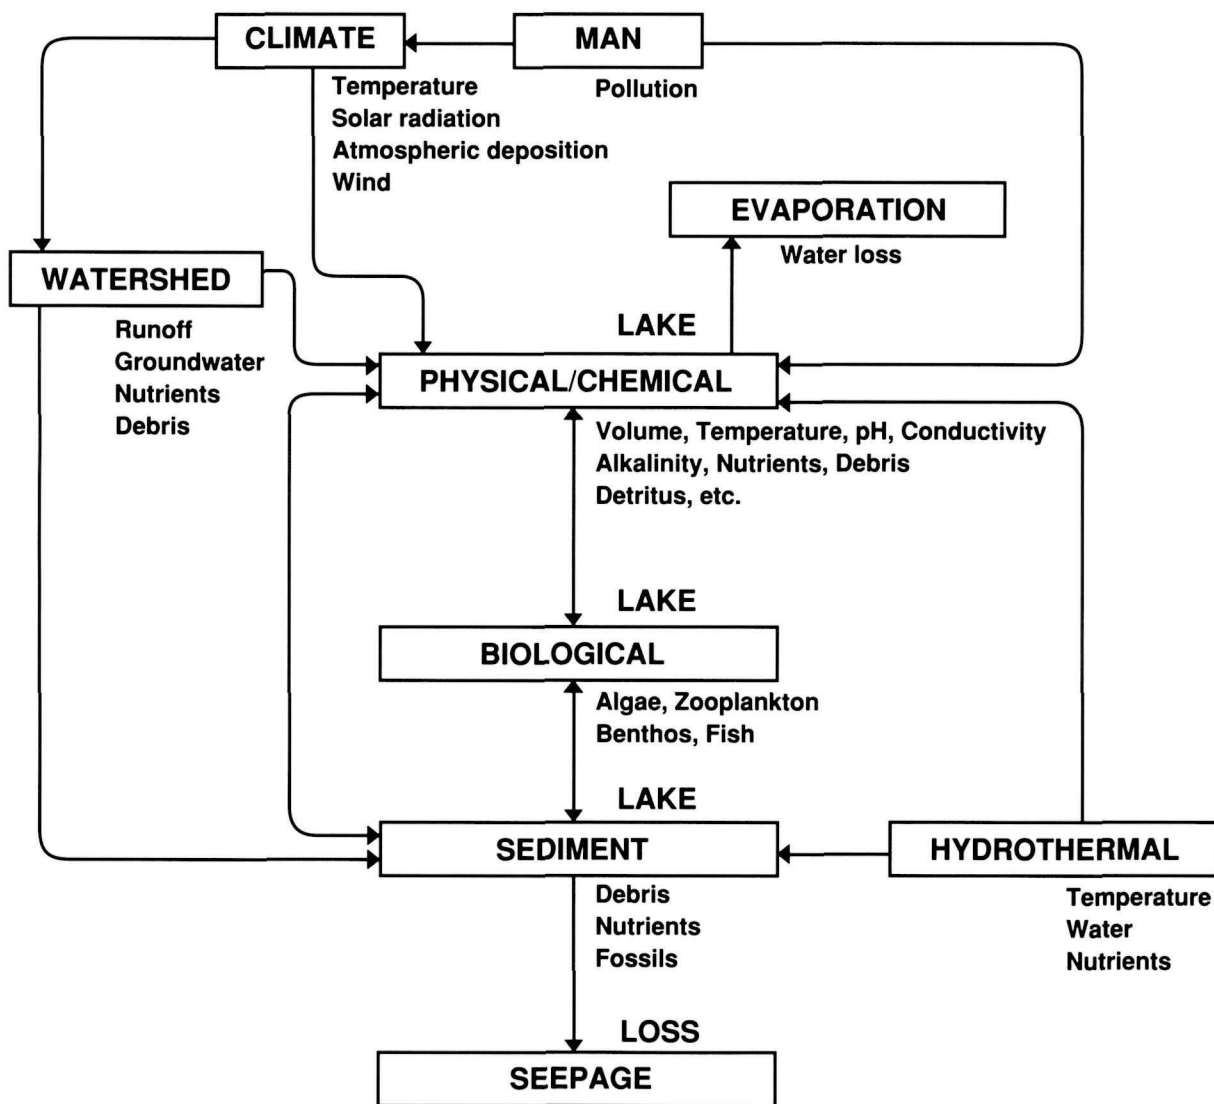 CLIMATE
MAN
Temperature
Solar radiation
Atmospheric deposition
Wind
Pollution
EVAPORATION
Water loss
WATERSHED
Runoff
Groundwater
Nutrients
Debris
LAKE
PHYSICAL/CHEMICAL
Volume, Temperature, pH, Conductivity
Alkalinity, Nutrients, Debris
Detritus, etc.
LAKE
BIOLOGICAL
Algae, Zooplankton
Benthos, Fish
LAKE
SEDIMENT
Debris
Nutrients
Fossils
HYDROTHERMAL
Temperature
Water
Nutrients
LOSS
SEEPAGE